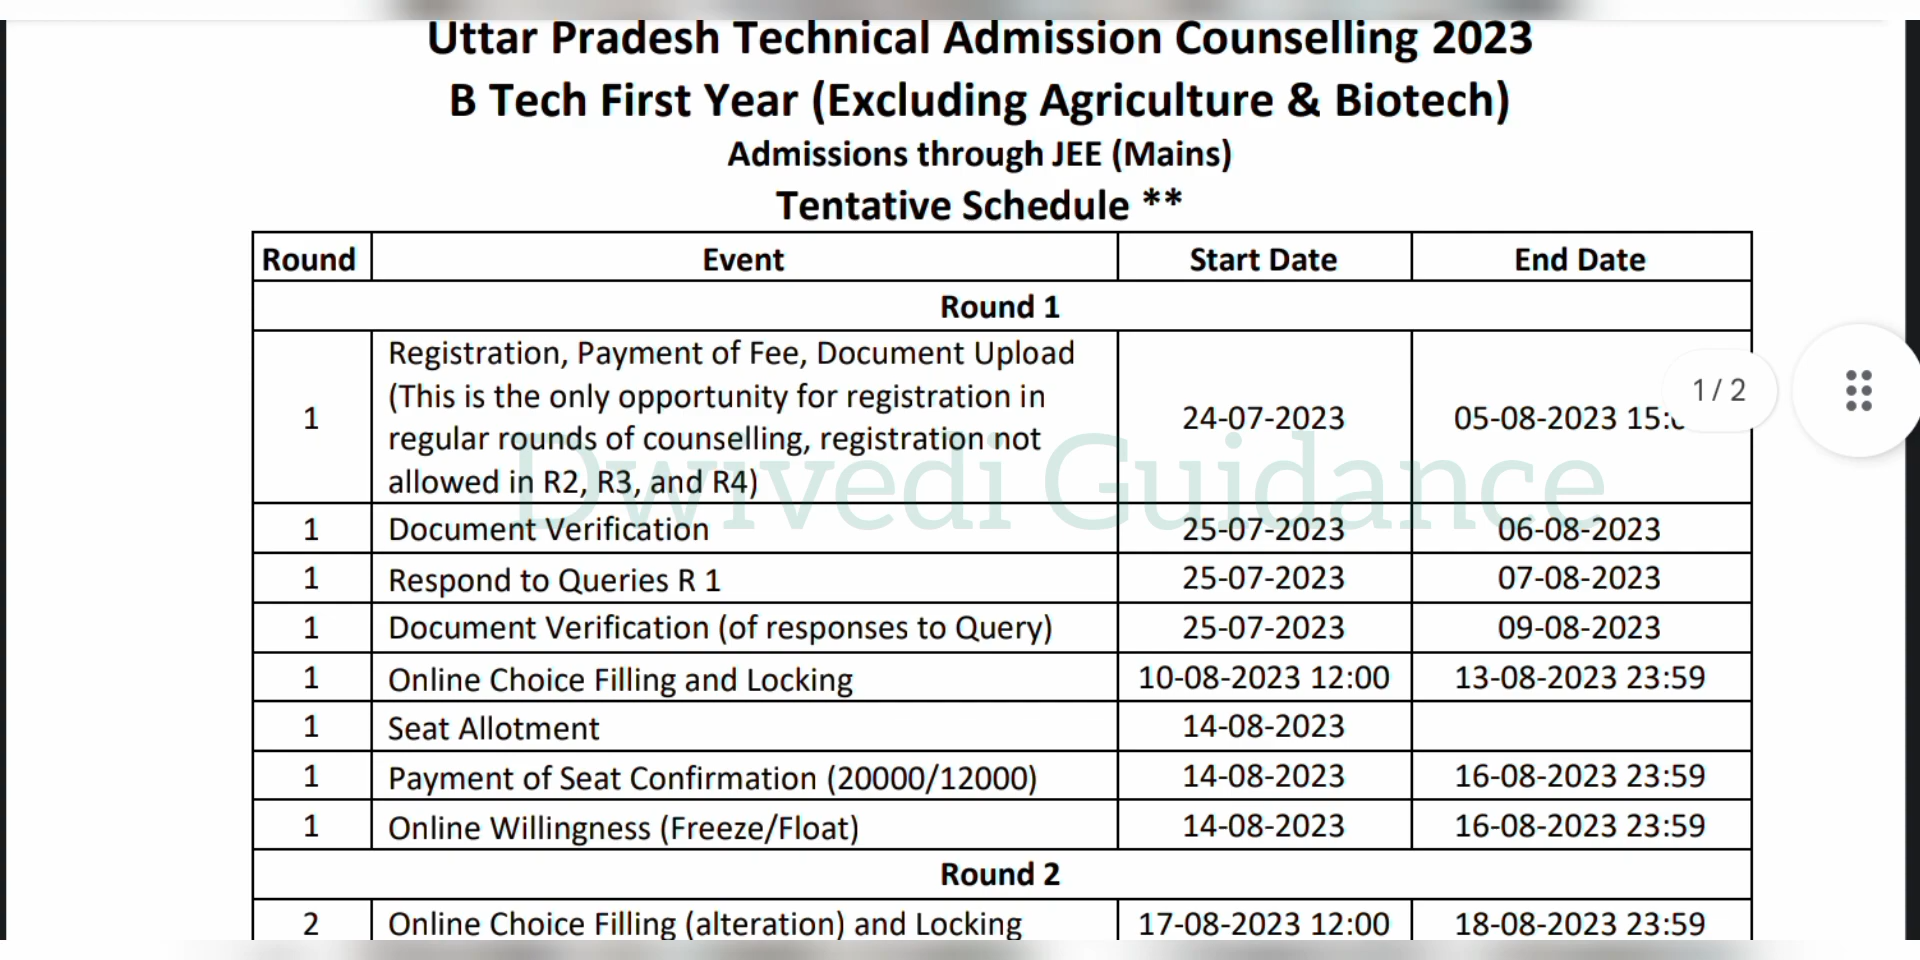 Uttar Pradesh Technical Admission Counselling 2023
B Tech First Year (Excluding Agriculture & Biotech)
Admissions through JEE (Mains)
Tentative Schedule **
Round Event Start Date End Date
Round 1
1 Registration, Payment of Fee, Document Upload
(This is the only opportunity for registration in
regular rounds of counselling, registration not
allowed in R2, R3, and R4) 24-07-2023 05-08-2023
1 / 2
1 Document Verification 25-07-2023 06-08-2023
1 Respond to Queries R 1 25-07-2023 07-08-2023
1 Document Verification (of responses to Query) 25-07-2023 09-08-2023
1 Online Choice Filling and Locking 10-08-2023 12:00 13-08-2023 23:59
1 Seat Allotment 14-08-2023
1 Payment of Seat Confirmation (20000/12000) 14-08-2023 16-08-2023 23:59
1 Online Willingness (Freeze/Float) 14-08-2023 16-08-2023 23:59
Round 2
2 Online Choice Filling (alteration) and Locking 17-08-2023 12:00 18-08-2023 23:59
Dwivedi Guidance